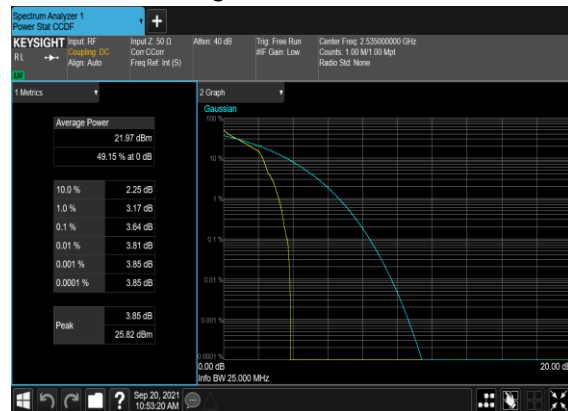 Spectrum Analyzer 1
Power Stat CCDF
+
KEYSIGHT
RL
LXI
Input: RF
Coupling: DC
Align: Auto
Input Z: 50 Ω
Corr CCorr
Freq Ref: Int (S)
Atten: 40 dB
Trig: Free Run
#IF Gain: Low
Center Freq: 2.535000000 GHz
Counts: 1.00 M/1.00 Mpt
Radio Std: None
1 Metrics
Average Power
21.97 dBm
49.15 % at 0 dB
10.0 % 2.25 dB
1.0 % 3.17 dB
0.1 % 3.64 dB
0.01 % 3.81 dB
0.001 % 3.85 dB
0.0001 % 3.85 dB
Peak
3.85 dB
25.82 dBm
2 Graph
Gaussian
100 %
10 %
1 %
0.1 %
0.01 %
0.001 %
0.0001 %
0.00 dB
20.00 dB
Info BW 25.000 MHz
?
Sep 20, 2021
10:53:20 AM